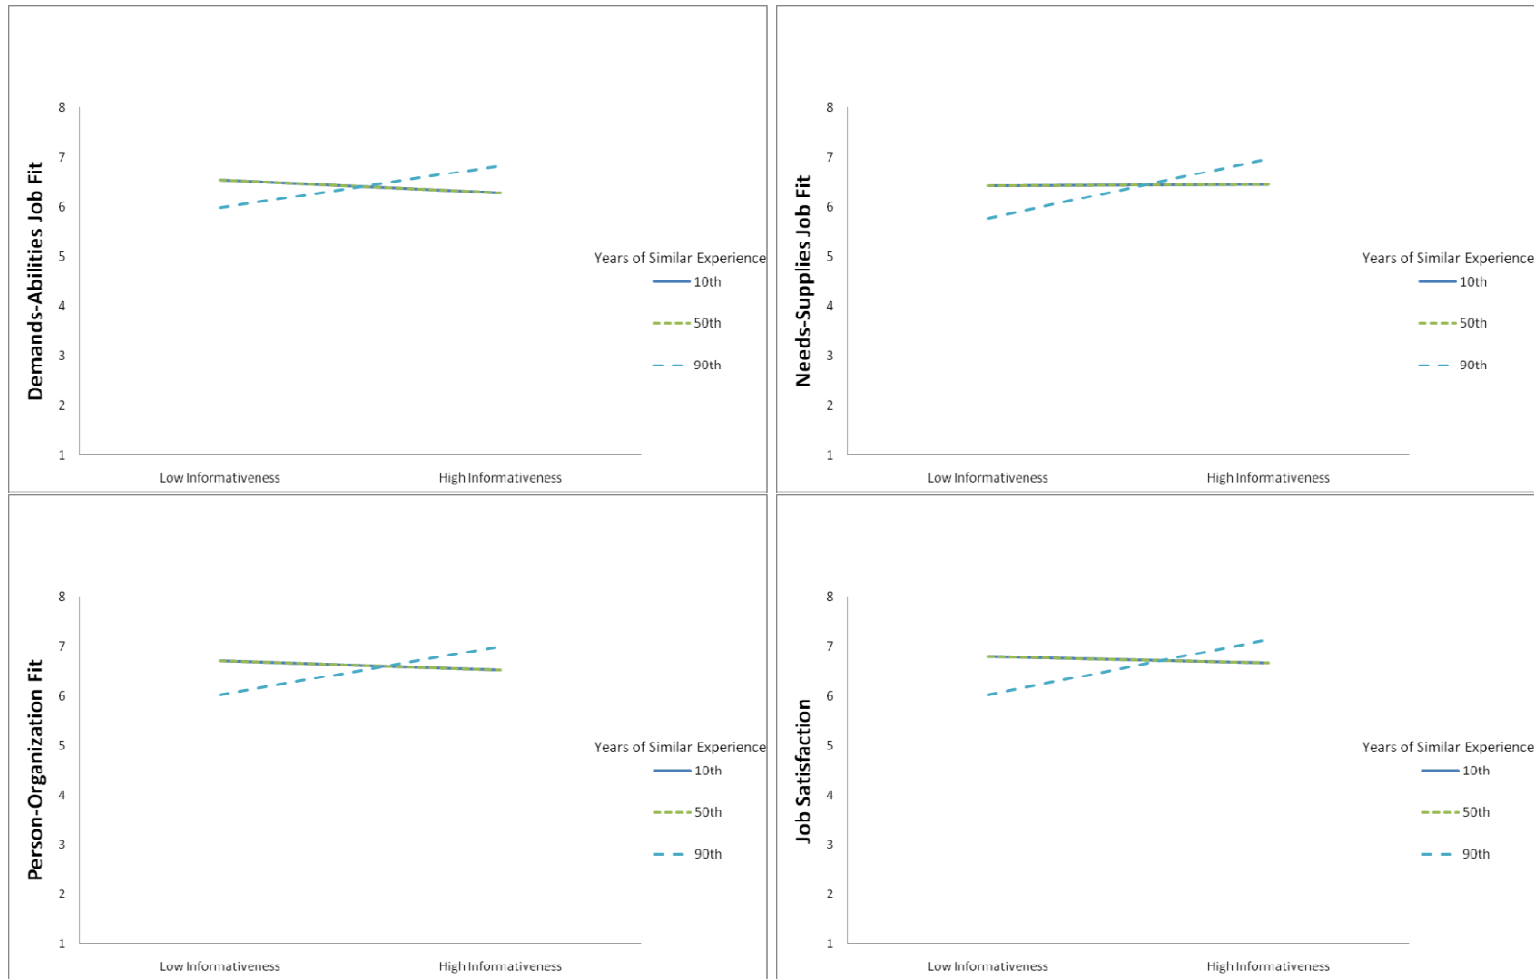 Demands-Abilities Job Fit
8
7
6
5
4
3
2
1
Low Informativeness
High Informativeness
Years of Similar Experience
10th
50th
90th
Needs-Supplies Job Fit
8
7
6
5
4
3
2
1
Low Informativeness
High Informativeness
Years of Similar Experience
10th
50th
90th
Person-Organization Fit
8
7
6
5
4
3
2
1
Low Informativeness
High Informativeness
Years of Similar Experience
10th
50th
90th
Job Satisfaction
8
7
6
5
4
3
2
1
Low Informativeness
High Informativeness
Years of Similar Experience
10th
50th
90th